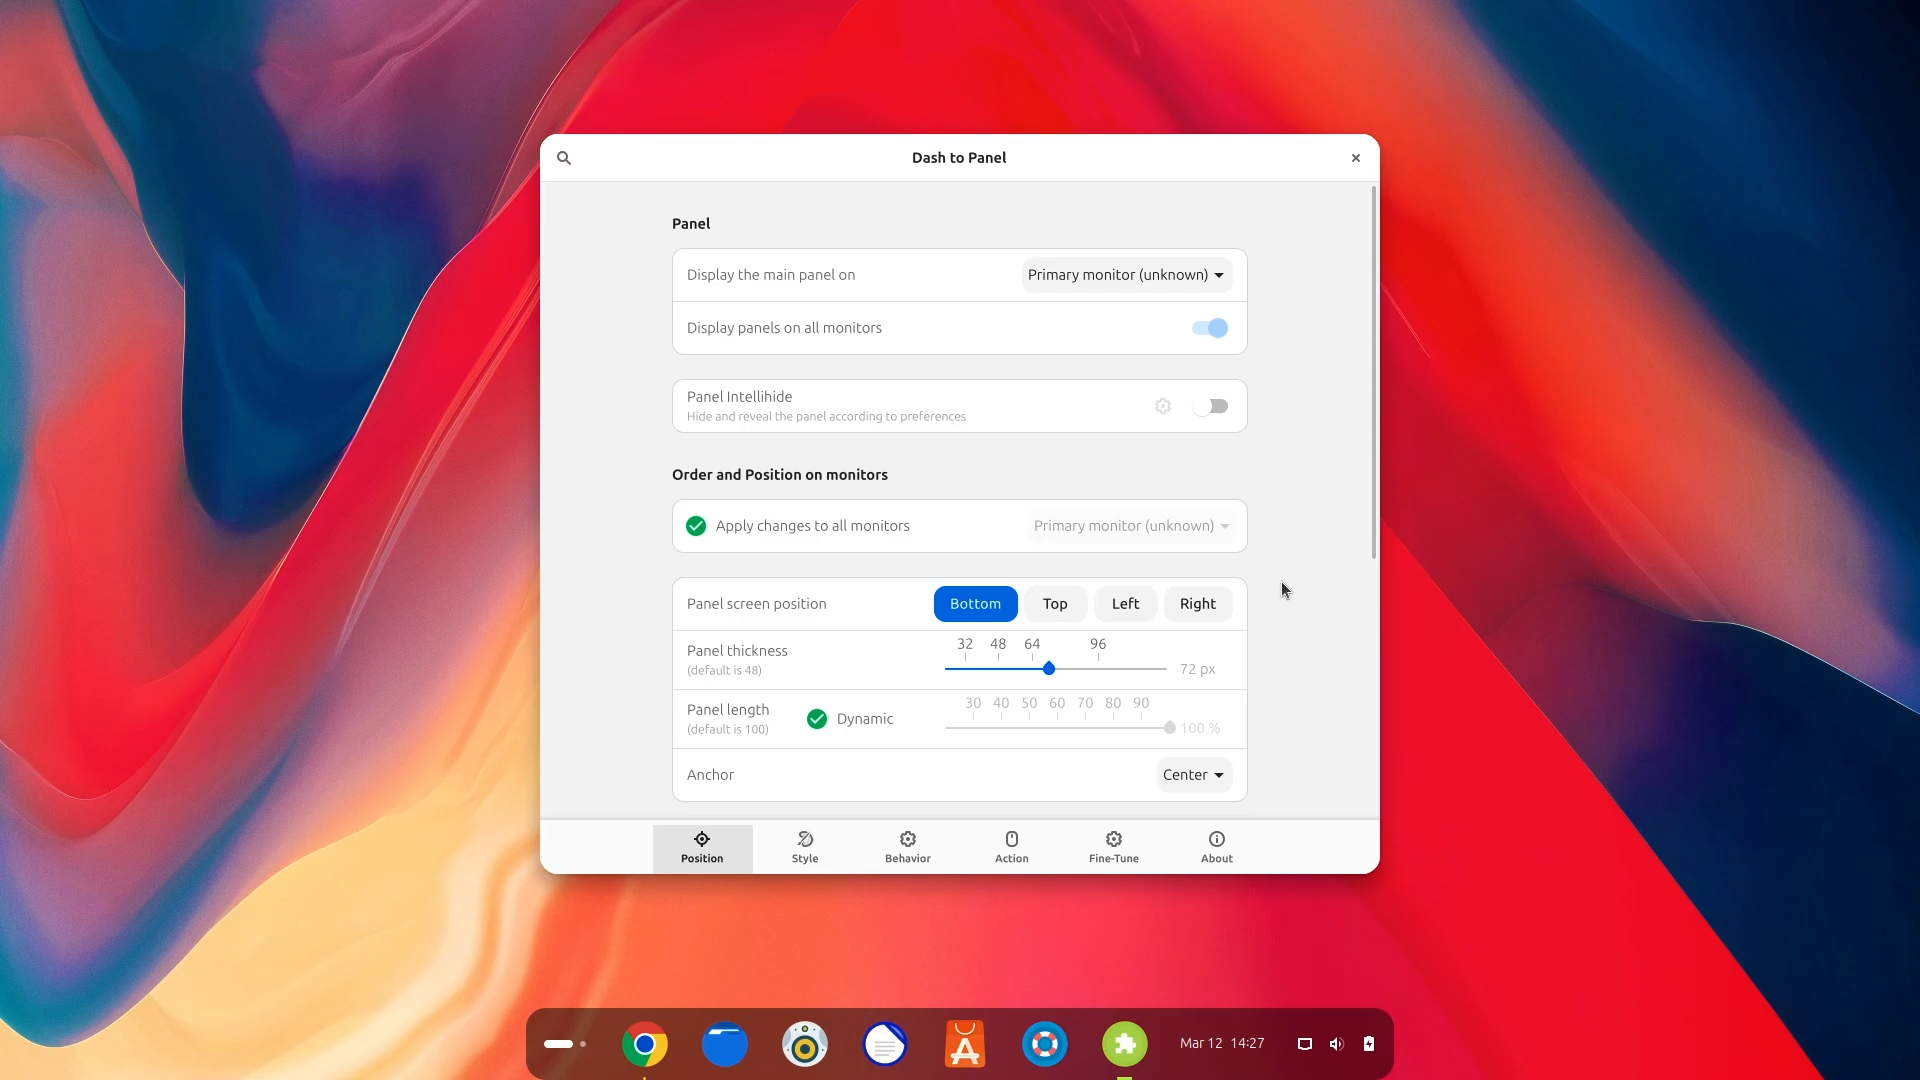 Dash to Panel
Panel
Display the main panel on
Primary monitor (unknown)
Display panels on all monitors
Panel Intellihide
Hide and reveal the panel according to preferences
Order and Position on monitors
Apply changes to all monitors
Primary monitor (unknown)
Panel screen position
Bottom
Top
Left
Right
32 48 64 96
Panel thickness
(default is 48)
72 px
30 40 50 60 70 80 90
Panel length
(default is 100)
Dynamic
100 %
Anchor
Center
Position
Style
Behavior
Action
Fine-Tune
About
Mar 12 14:27